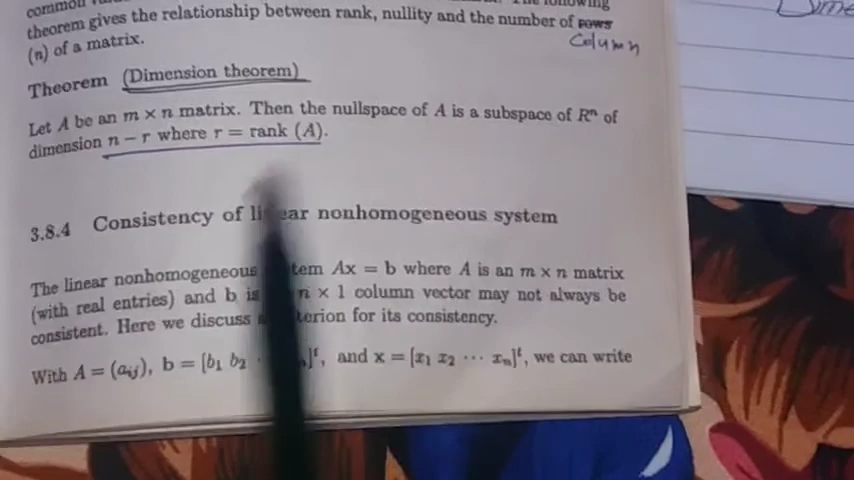 common
following
theorem gives the relationship between rank, nullity and the number of rows
Column
(n) of a matrix.
Theorem (Dimension theorem)
Let A be an m × n matrix. Then the nullspace of A is a subspace of Rⁿ of
dimension n − r where r = rank (A).
3.8.4 Consistency of linear nonhomogeneous system
The linear nonhomogeneous tem Ax = b where A is an m × n matrix
(with real entries) and b is n × 1 column vector may not always be
consistent. Here we discuss terion for its consistency.
With A = (aᵢⱼ), b = [b₁ b₂ ]ᵗ, and x = [x₁ x₂ ··· xₙ]ᵗ, we can write